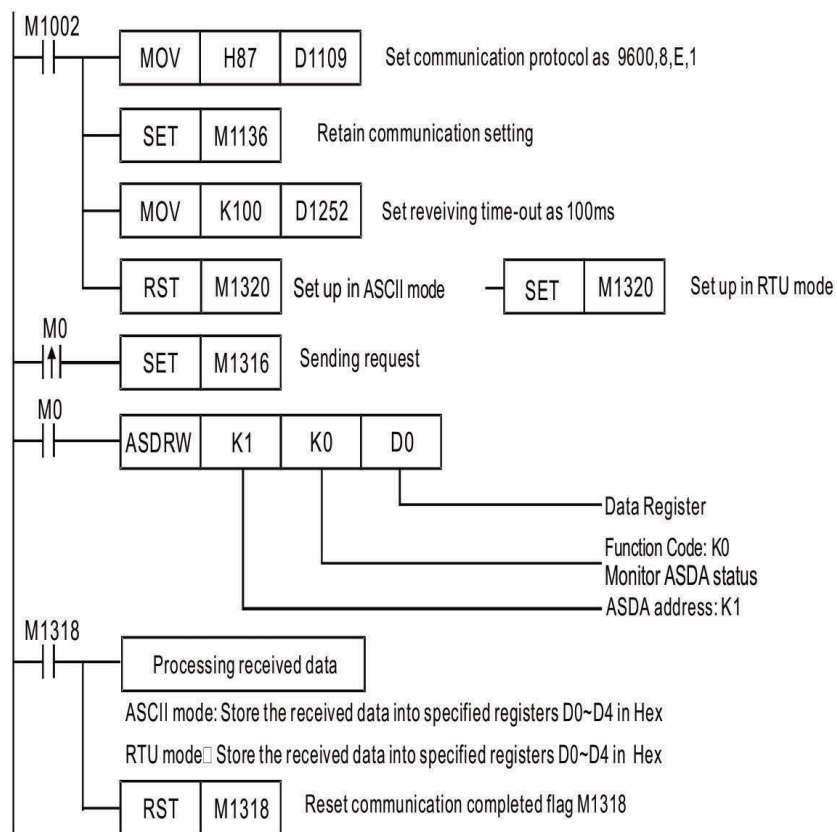 M1002
MOV H87 D1109 Set communication protocol as 9600,8,E,1
SET M1136 Retain communication setting
MOV K100 D1252 Set reveiving time-out as 100ms
RST M1320 Set up in ASCII mode SET M1320 Set up in RTU mode
M0
SET M1316 Sending request
M0
ASDRW K1 K0 D0
Data Register
Function Code: K0
Monitor ASDA status
ASDA address: K1
M1318
Processing received data
ASCII mode: Store the received data into specified registers D0~D4 in Hex
RTU mode□ Store the received data into specified registers D0~D4 in Hex
RST M1318 Reset communication completed flag M1318